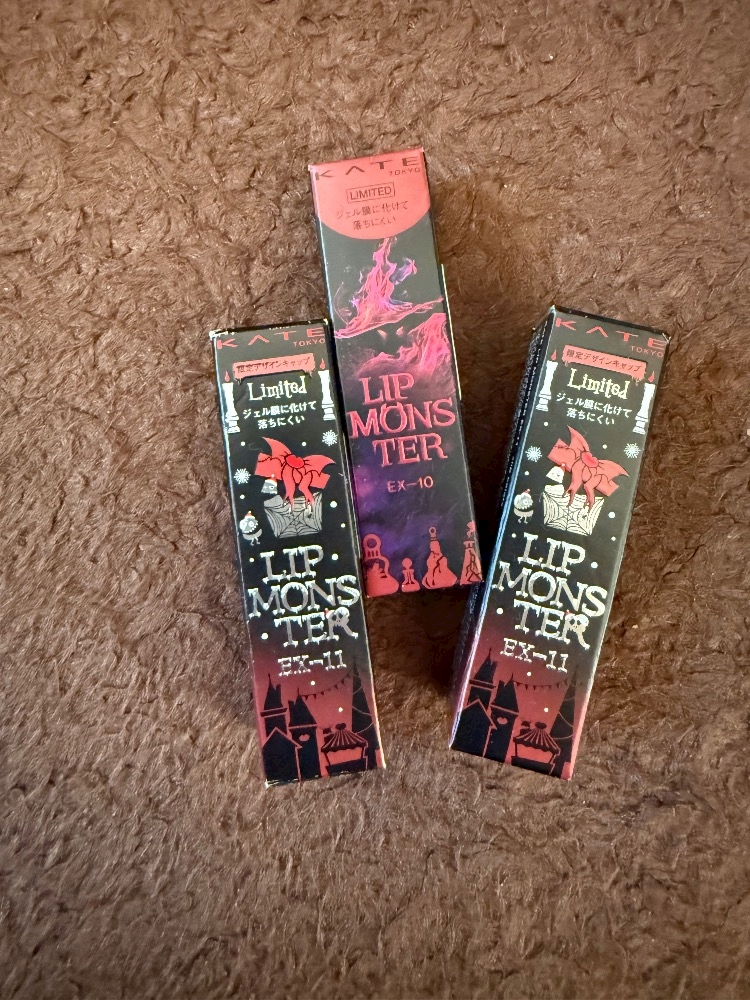 KATE
TOKYO
LIMITED
ジェル膜に化けて
落ちにくい
LIP
MONS
TER
EX-10
KATE
TOKYO
限定デザインキャップ
Limited
ジェル膜に化けて
落ちにくい
LIP
MONS
TER
EX-11
KATE
TOKYO
限定デザインキャップ
Limited
ジェル膜に化けて
落ちにくい
LIP
MONS
TER
EX-11